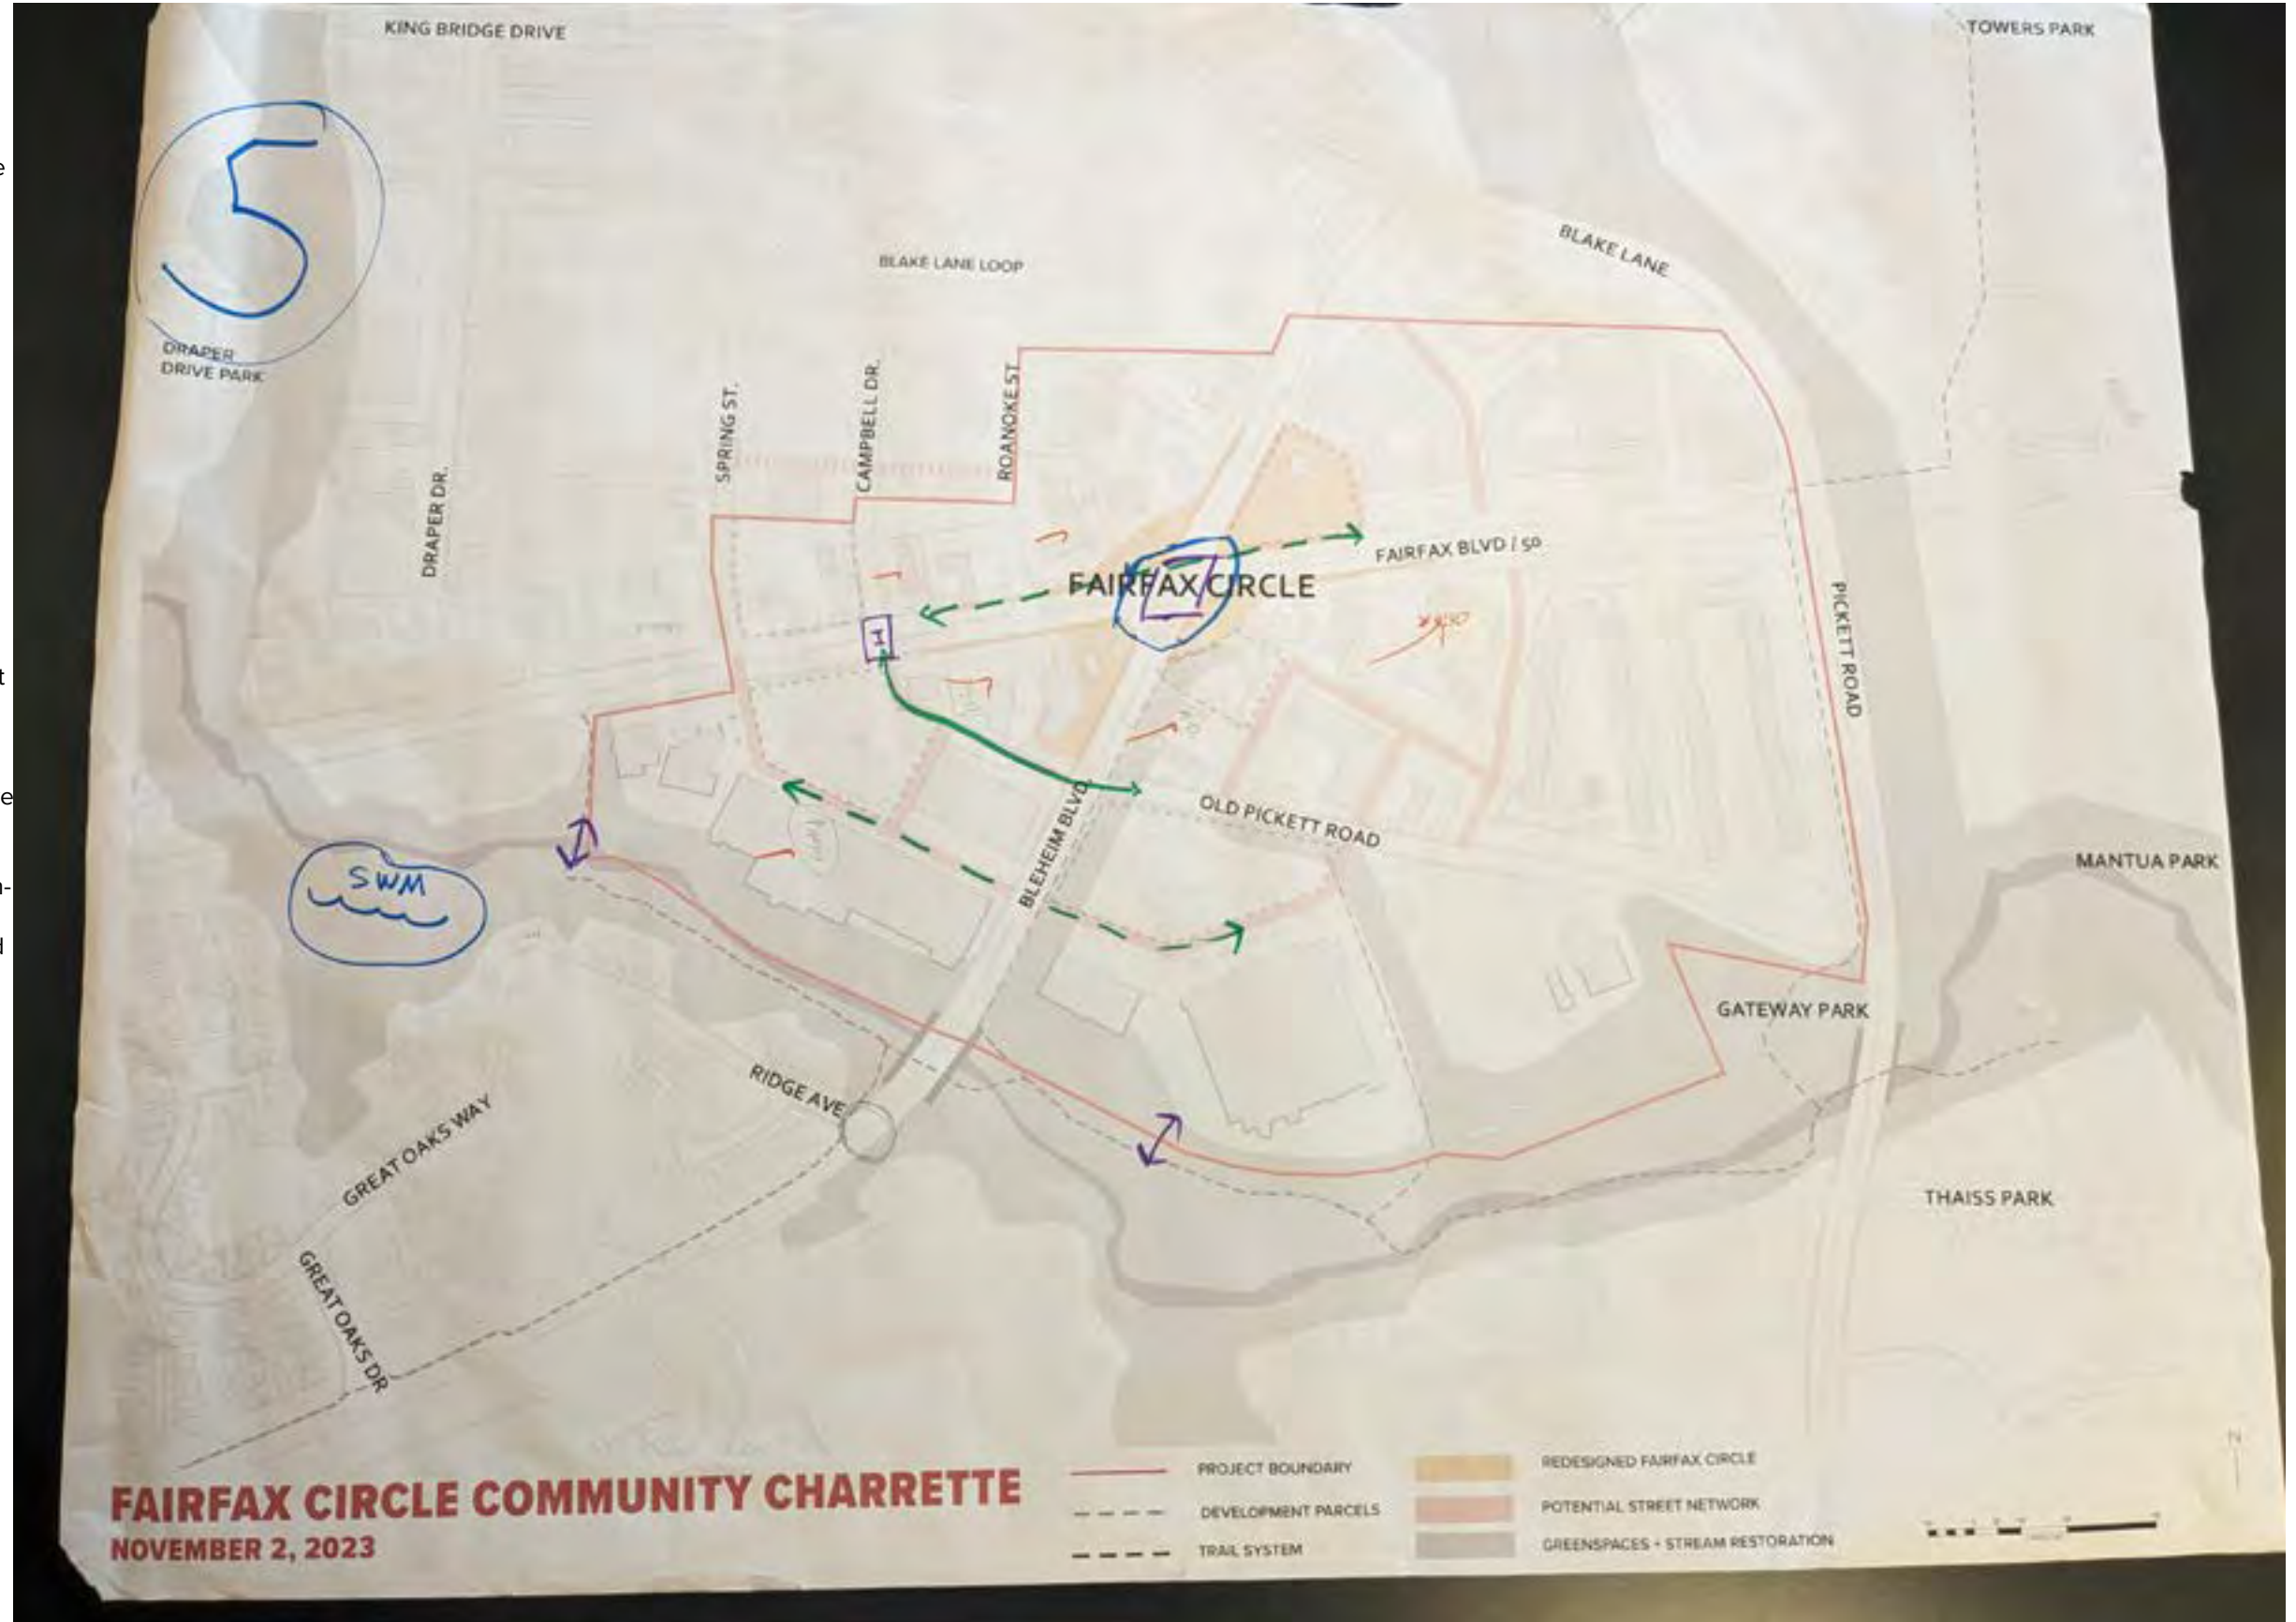 KING BRIDGE DRIVE
TOWERS PARK
5
BLAKE LANE
BLAKE LANE LOOP
DRAPER
DRIVE PARK
SPRING ST.
CAMPBELL DR.
ROANOKE ST
DRAPER DR.
FAIRFAX BLVD / 50
FAIRFAX CIRCLE
PICKETT ROAD
OLD PICKETT ROAD
BLEHEIM BLVD.
MANTUA PARK
SWM
GATEWAY PARK
RIDGE AVE
GREAT OAKS WAY
THAISS PARK
GREAT OAKS DR
FAIRFAX CIRCLE COMMUNITY CHARRETTE
NOVEMBER 2, 2023
PROJECT BOUNDARY
DEVELOPMENT PARCELS
TRAIL SYSTEM
REDESIGNED FAIRFAX CIRCLE
POTENTIAL STREET NETWORK
GREENSPACES + STREAM RESTORATION
N